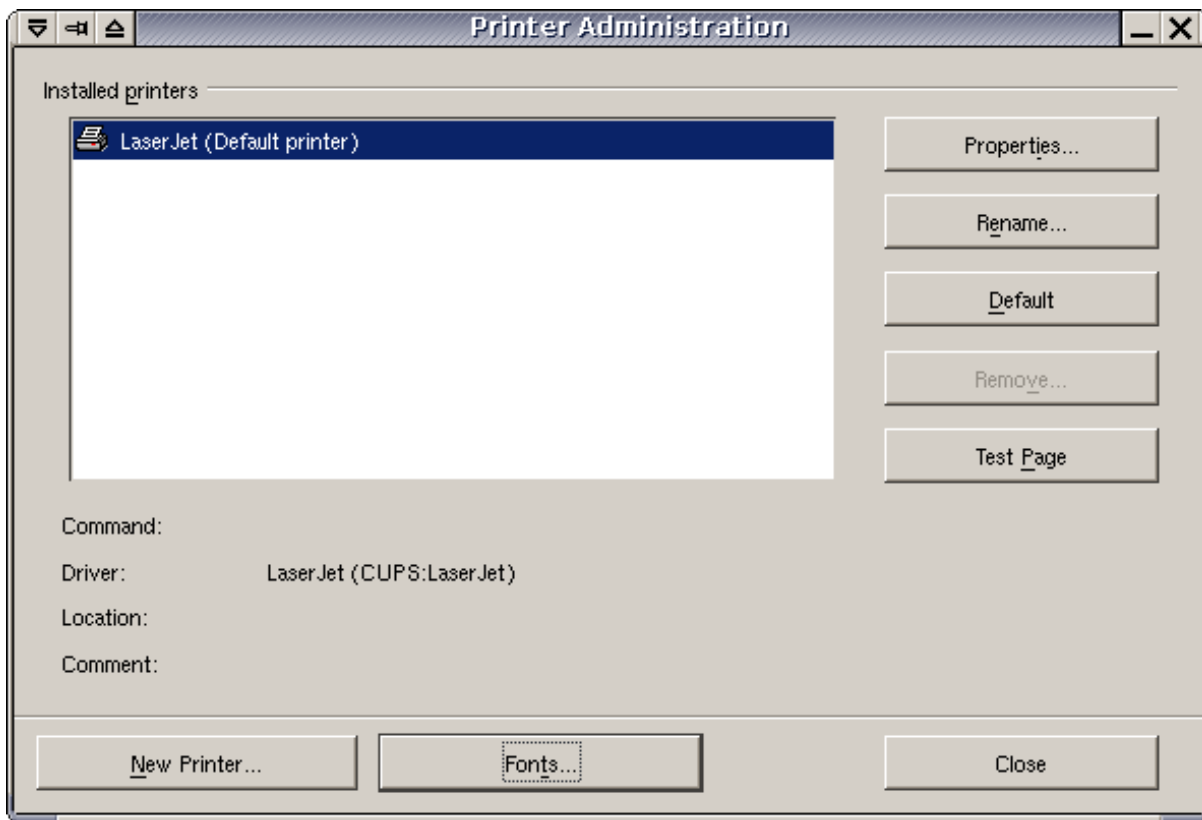 Printer Administration
Installed printers
LaserJet (Default printer)
Properties...
Rename...
Default
Remove...
Test Page
Command:
Driver: LaserJet (CUPS:LaserJet)
Location:
Comment:
New Printer... Fonts... Close